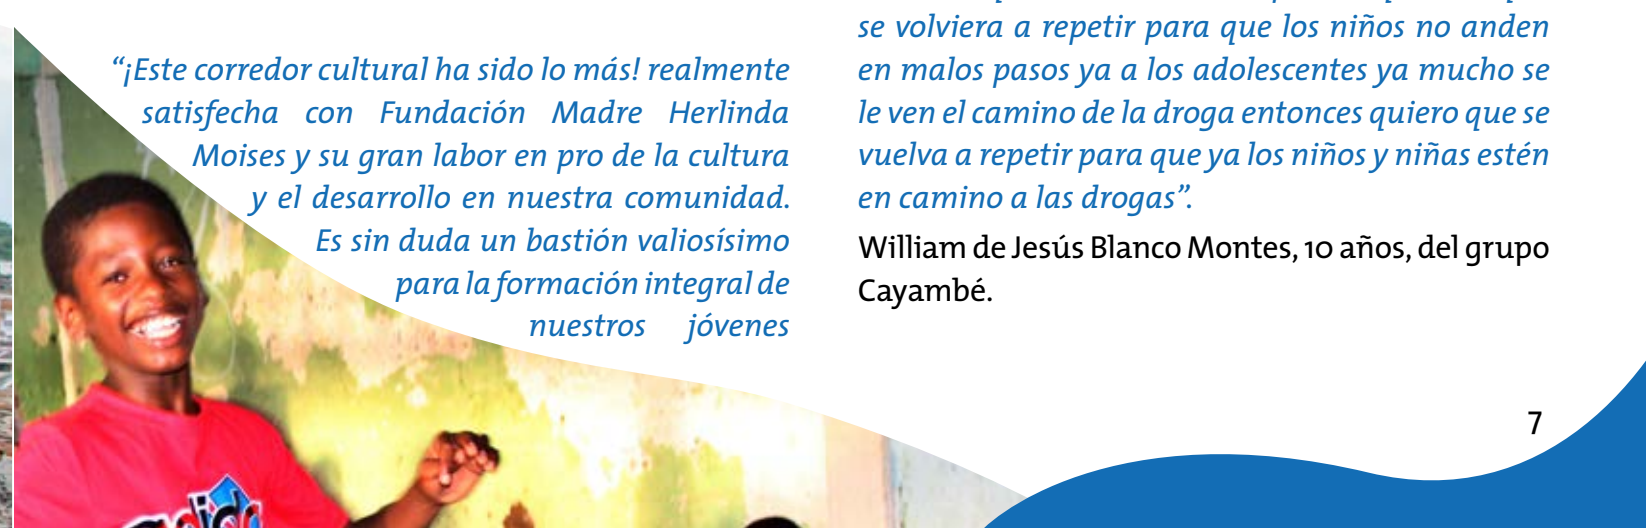 “¡Este corredor cultural ha sido lo más! realmente
satisfecha con Fundación Madre Herlinda
Moises y su gran labor en pro de la cultura
y el desarrollo en nuestra comunidad.
Es sin duda un bastión valiosísimo
para la formación integral de
nuestros jóvenes
se volviera a repetir para que los niños no anden
en malos pasos ya a los adolescentes ya mucho se
le ven el camino de la droga entonces quiero que se
vuelva a repetir para que ya los niños y niñas estén
en camino a las drogas”.
William de Jesús Blanco Montes, 10 años, del grupo
Cayambé.
7